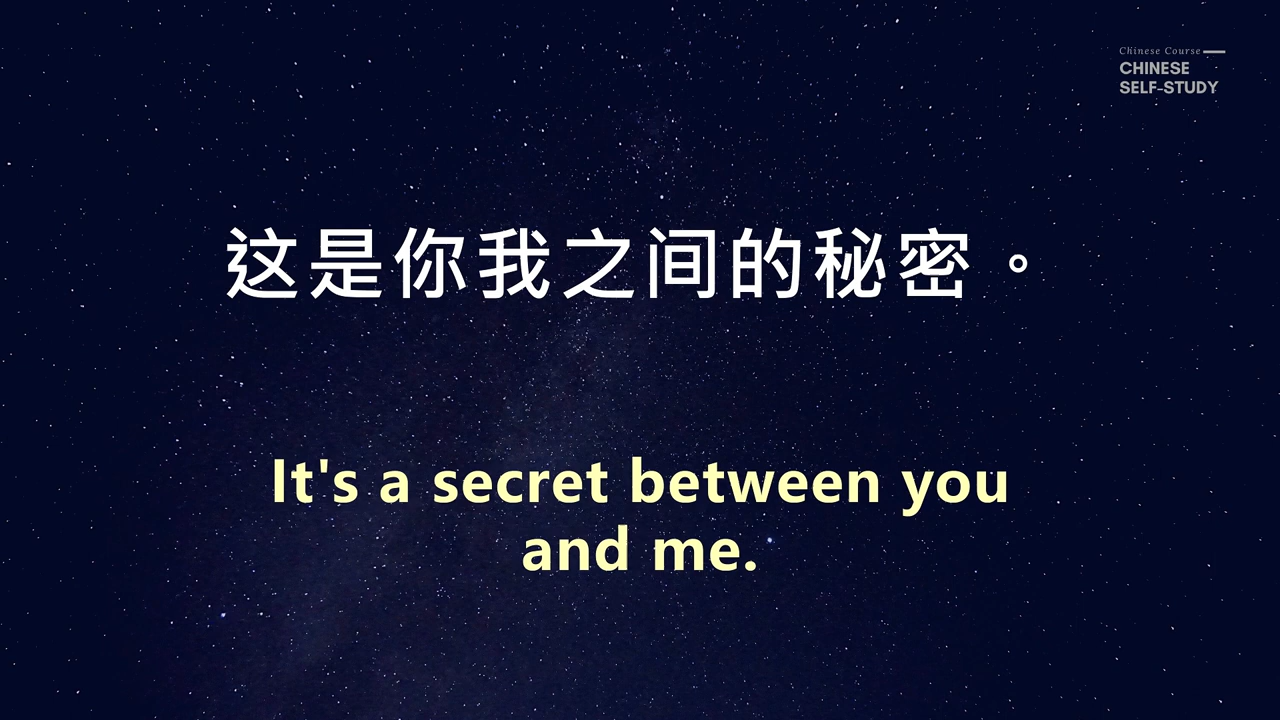 Chinese Course
CHINESE
SELF-STUDY
这是你我之间的秘密。
It's a secret between you
and me.